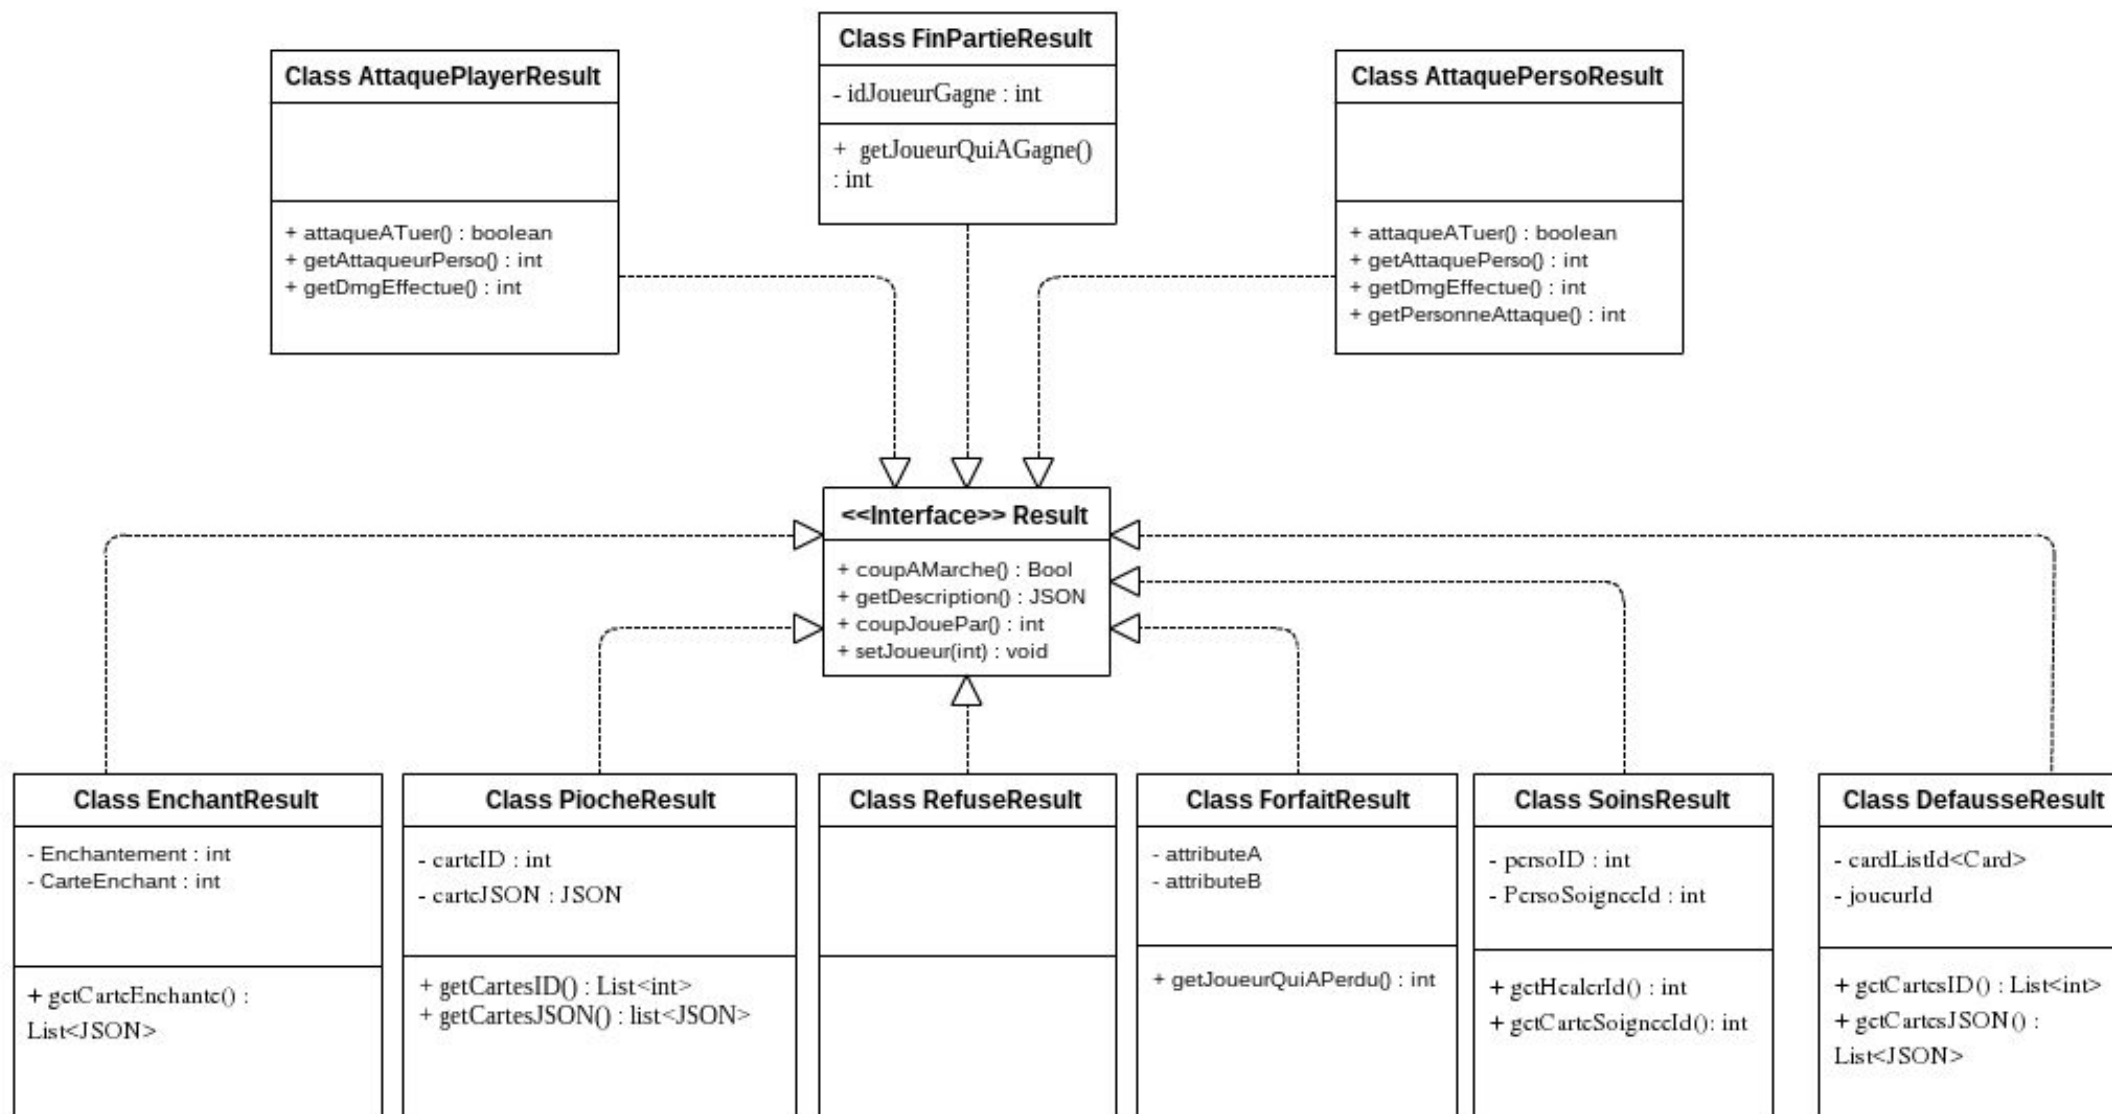 Class FinPartieResult
- idJoueurGagne : int
+ getJoueurQuiAGagne()
: int
Class AttaquePlayerResult
+ attaqueATuer() : boolean
+ getAttaqueurPerso() : int
+ getDmgEffectue() : int
Class AttaquePersoResult
+ attaqueATuer() : boolean
+ getAttaquePerso() : int
+ getDmgEffectue() : int
+ getPersonneAttaque() : int
<<Interface>> Result
+ coupAMarche() : Bool
+ getDescription() : JSON
+ coupJouePar() : int
+ setJoueur(int) : void
Class EnchantResult
- Enchantement : int
- CarteEnchant : int
+ getCarteEnchante() :
List<JSON>
Class PiocheResult
- carteID : int
- carteJSON : JSON
+ getCartesID() : List<int>
+ getCartesJSON() : list<JSON>
Class RefuseResult
Class ForfaitResult
- attributeA
- attributeB
+ getJoueurQuiAPerdu() : int
Class SoinsResult
- persoID : int
- PersoSoigneeId : int
+ getHealerId() : int
+ getCarteSoigneeId(): int
Class DefausseResult
- cardListId<Card>
- joueurId
+ getCartesID() : List<int>
+ getCartesJSON() :
List<JSON>